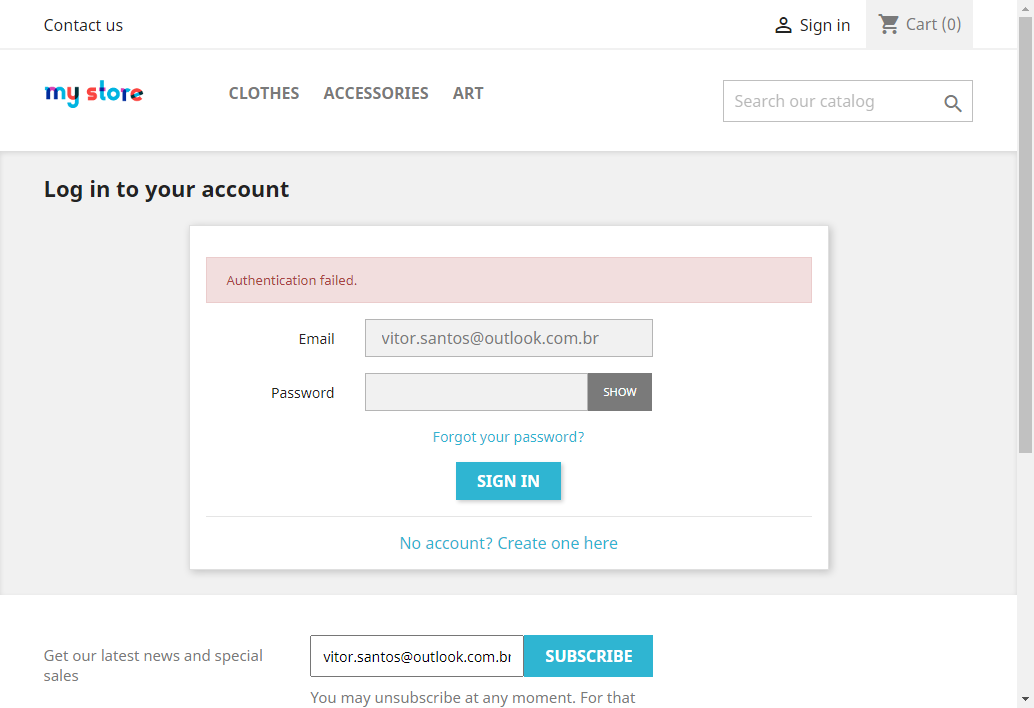 Contact us
Sign in
Cart (0)
my store
CLOTHES
ACCESSORIES
ART
Search our catalog
Log in to your account
Authentication failed.
Email
vitor.santos@outlook.com.br
Password
SHOW
Forgot your password?
SIGN IN
No account? Create one here
Get our latest news and special
sales
vitor.santos@outlook.com.br
SUBSCRIBE
You may unsubscribe at any moment. For that